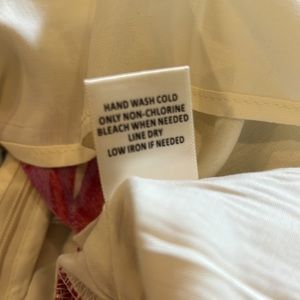 HAND WASH COLD
ONLY NON-CHLORINE
BLEACH WHEN NEEDED
LINE DRY
LOW IRON IF NEEDED